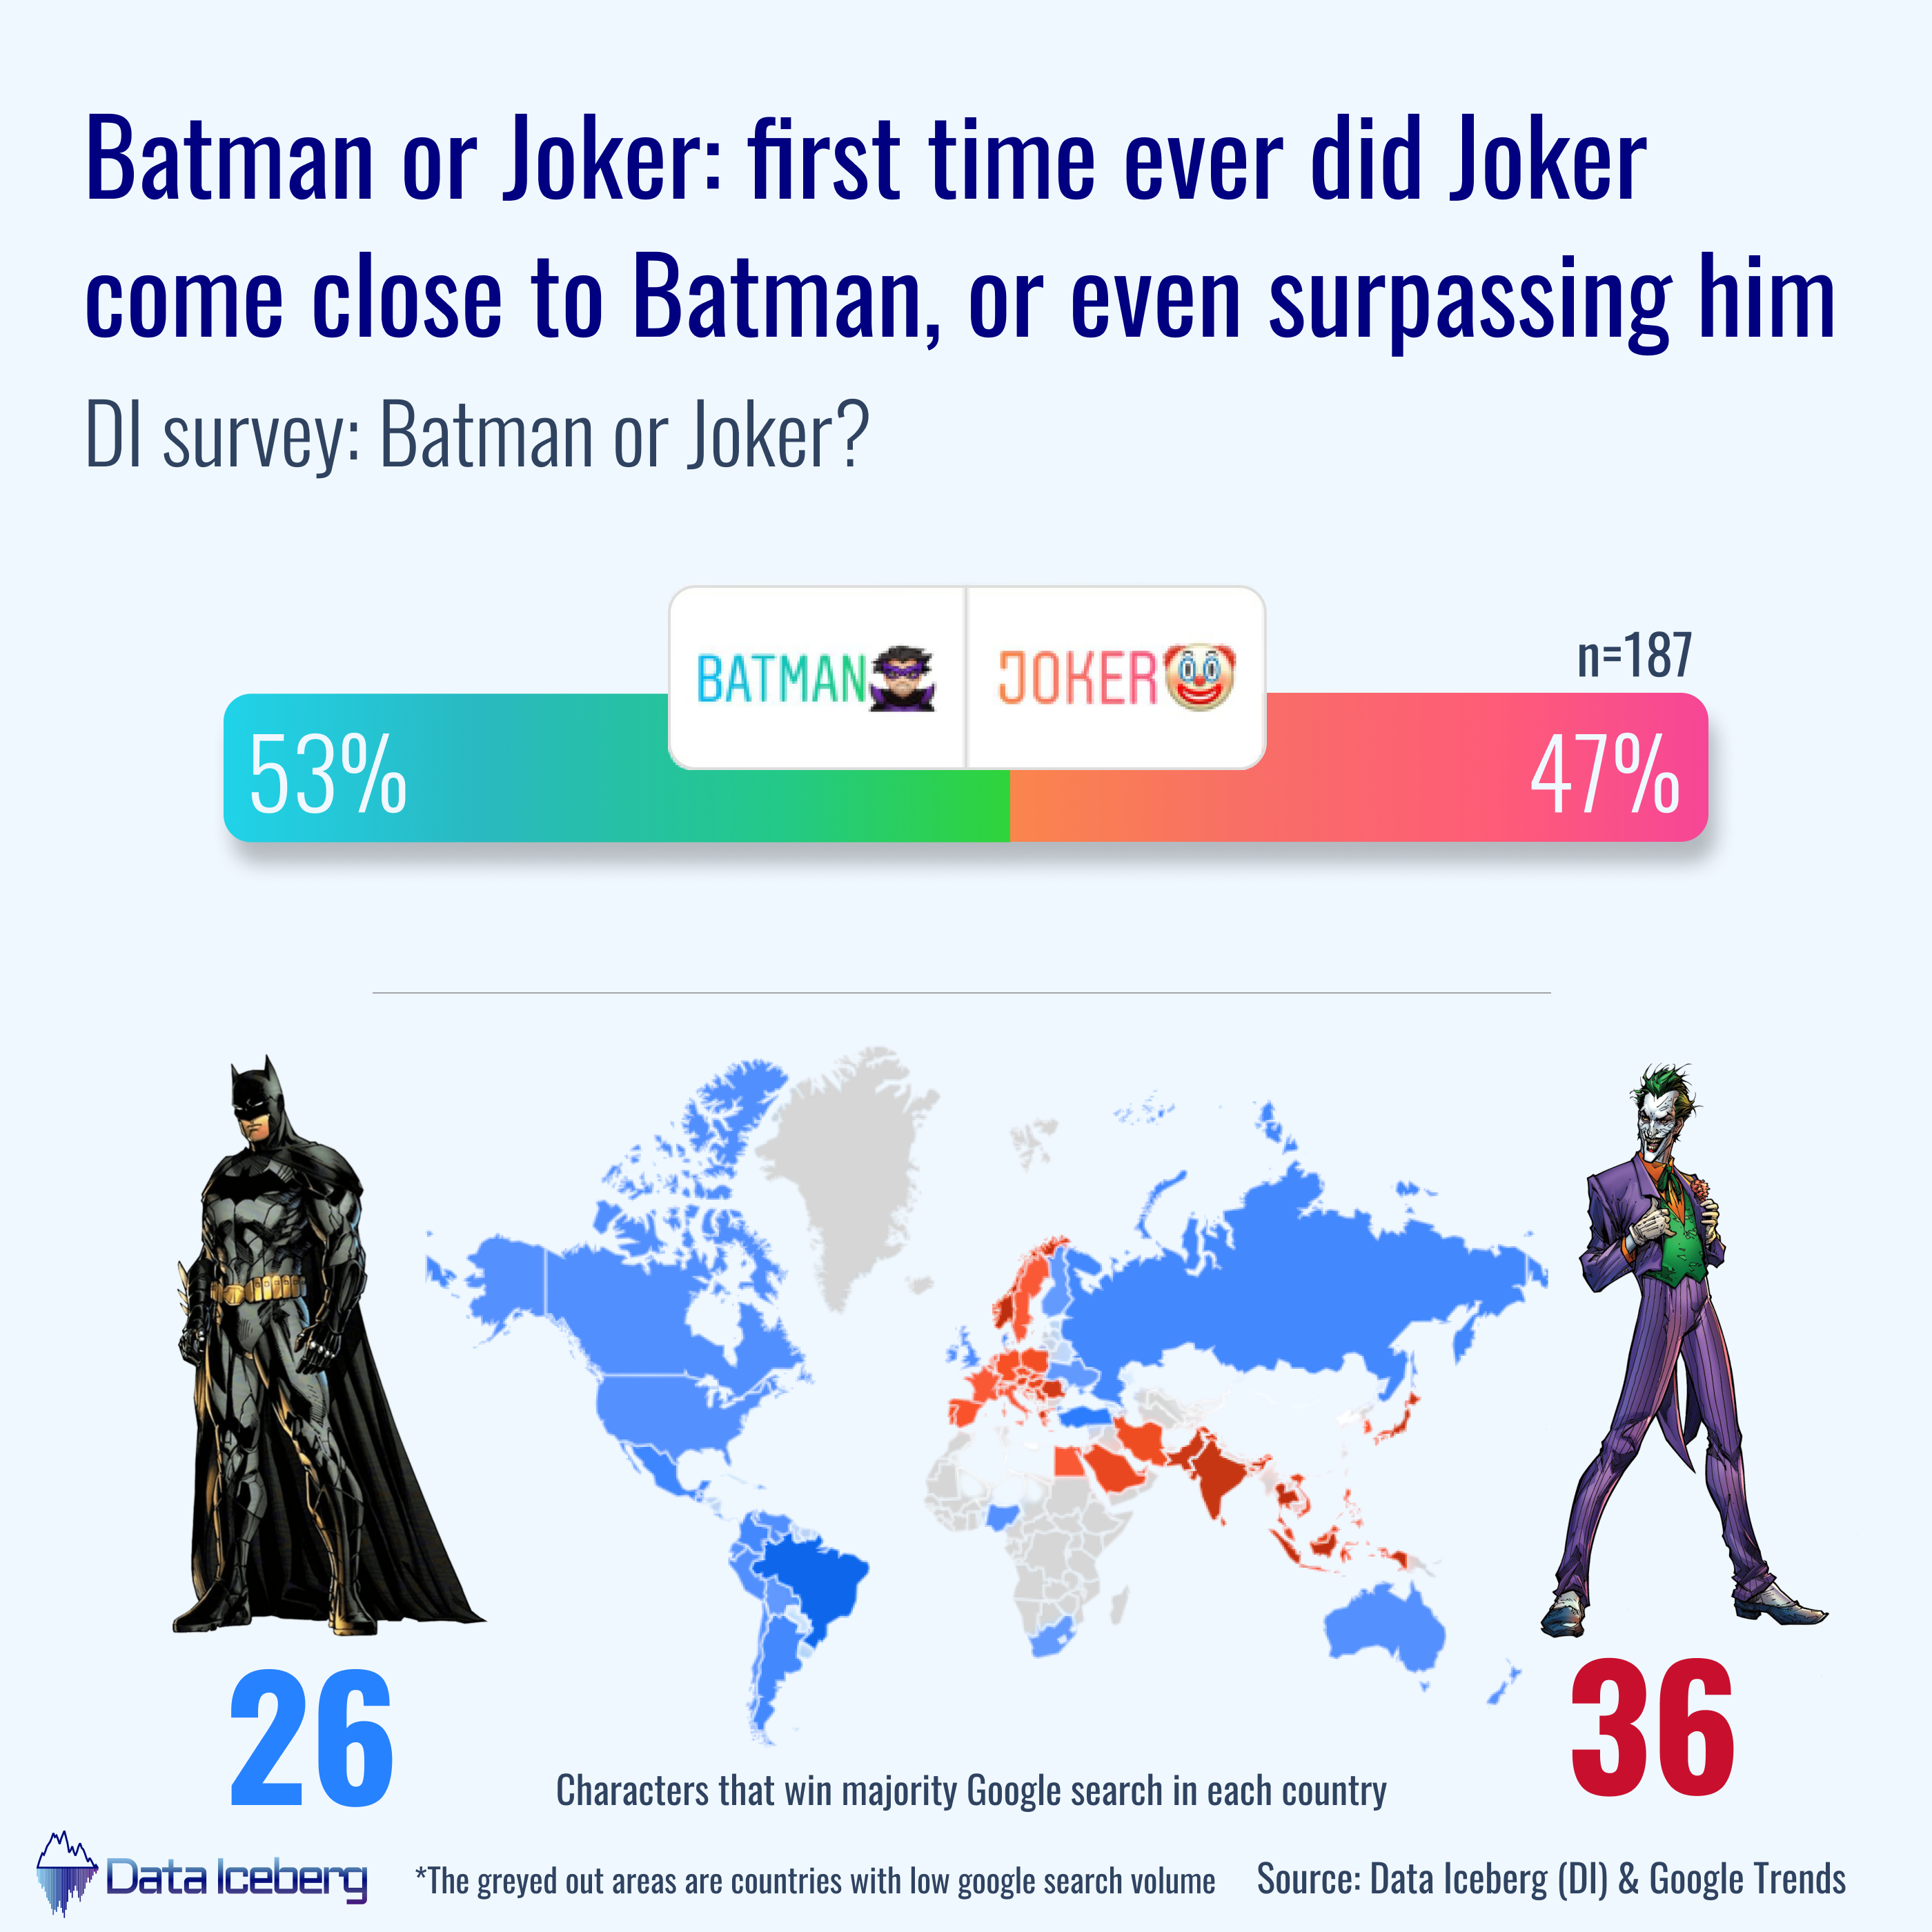 Batman or Joker: first time ever did Joker
come close to Batman, or even surpassing him
DI survey: Batman or Joker?
BATMAN JOKER
n=187
53% 47%
26 36
Characters that win majority Google search in each country
Data Iceberg
*The greyed out areas are countries with low google search volume
Source: Data Iceberg (DI) & Google Trends